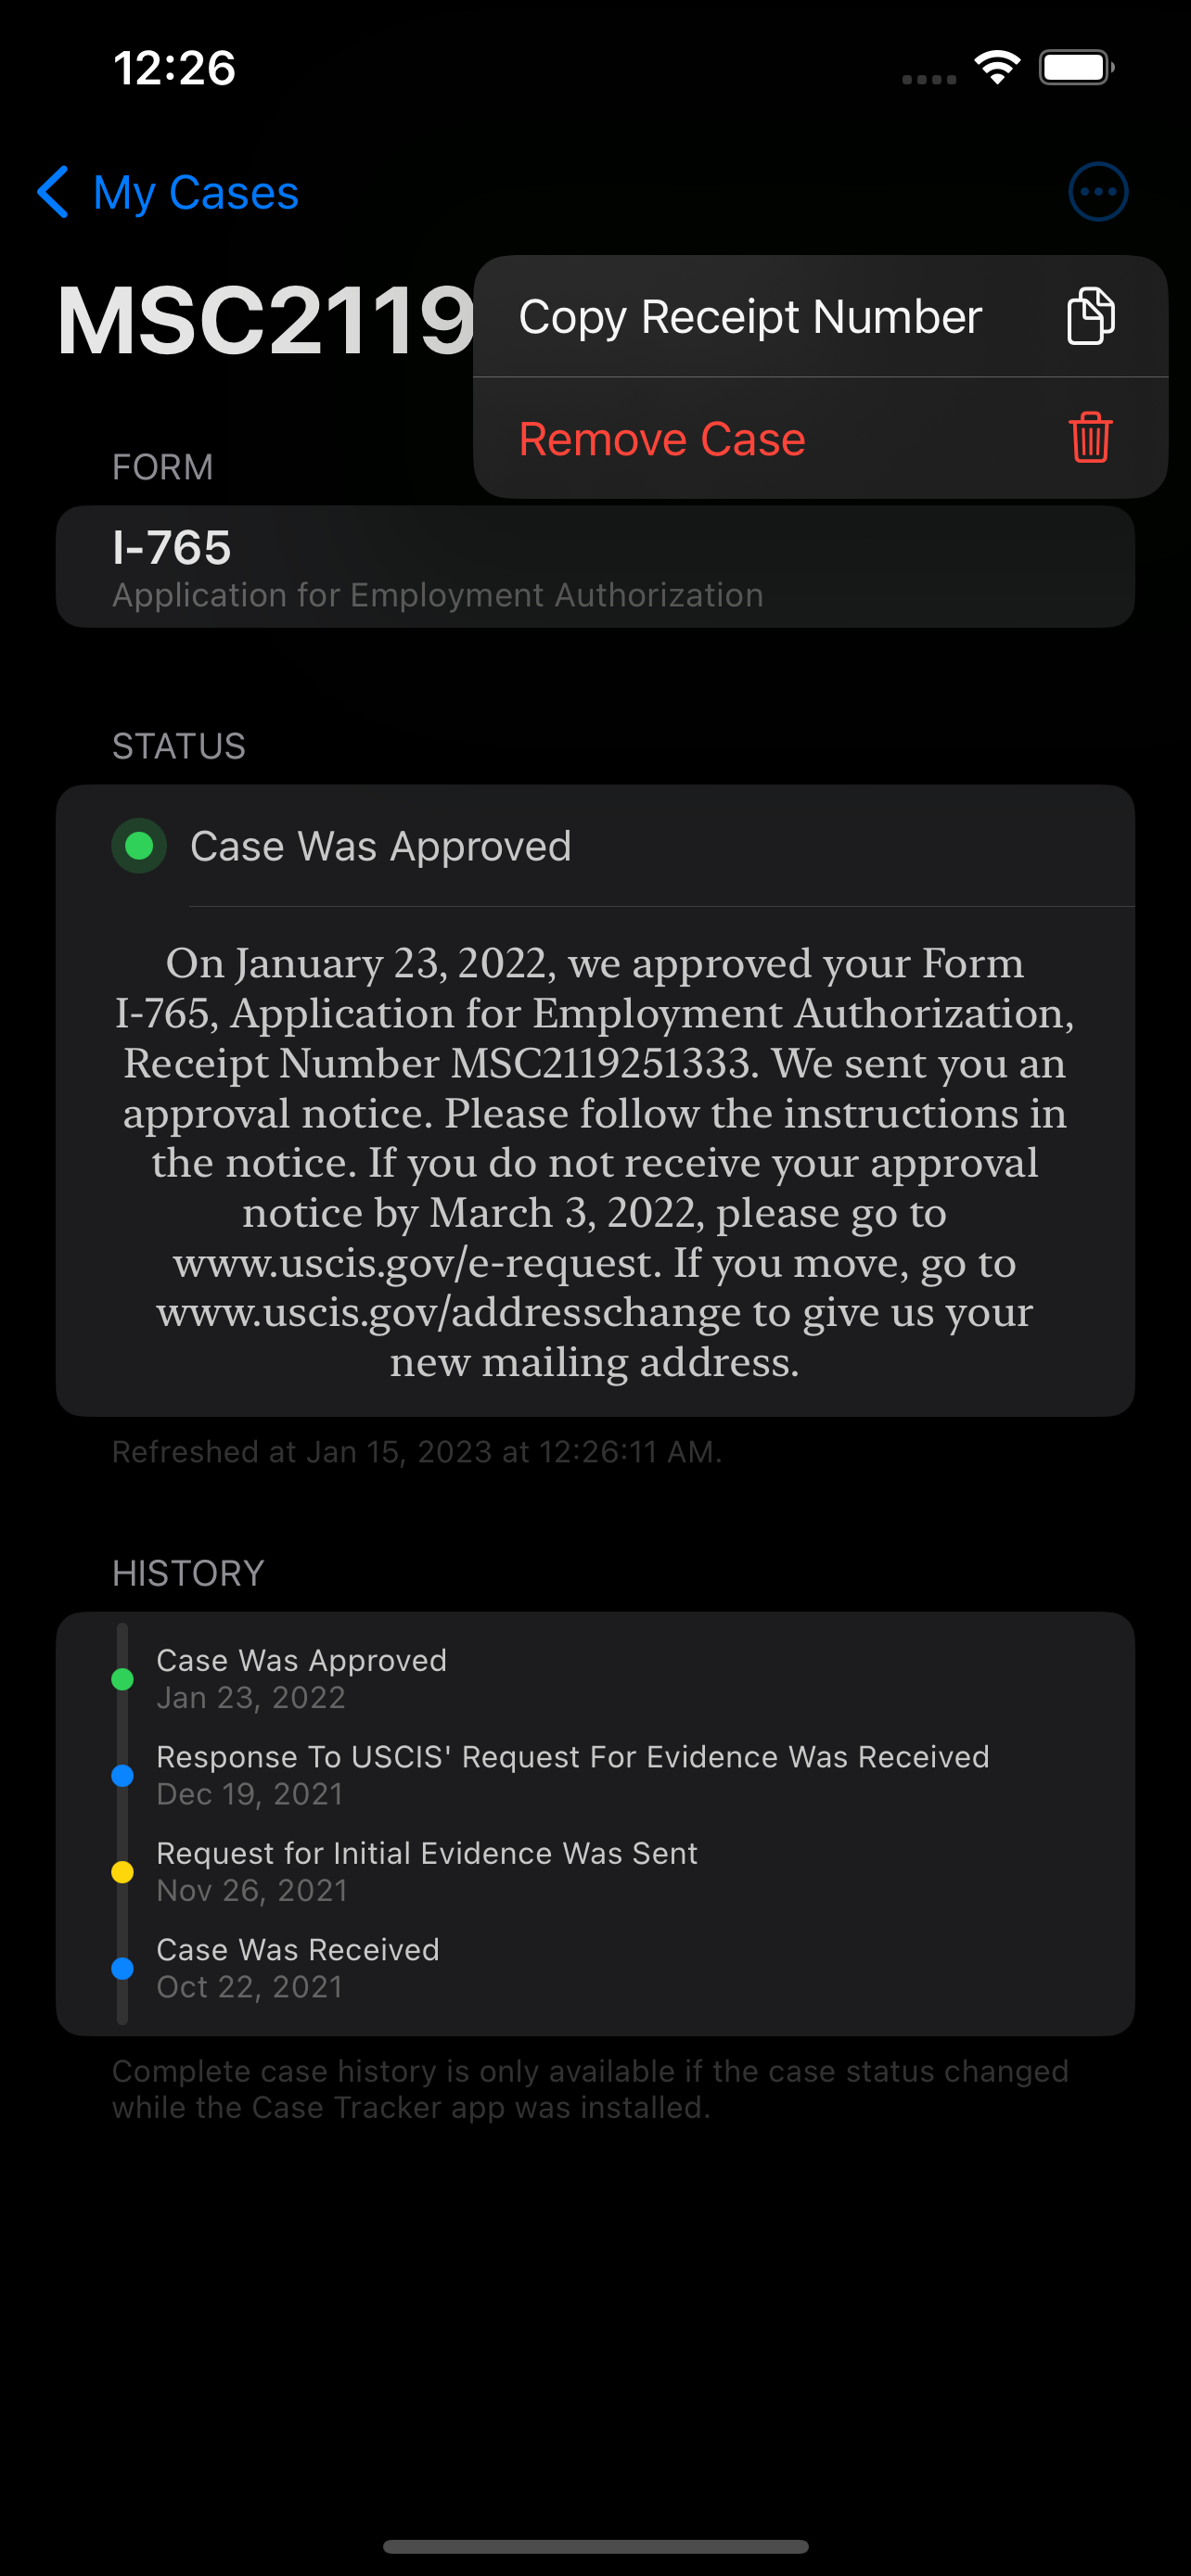 12:26
My Cases
MSC2119
Copy Receipt Number
Remove Case
FORM
I-765
Application for Employment Authorization
STATUS
Case Was Approved
On January 23, 2022, we approved your Form
I-765, Application for Employment Authorization,
Receipt Number MSC2119251333. We sent you an
approval notice. Please follow the instructions in
the notice. If you do not receive your approval
notice by March 3, 2022, please go to
www.uscis.gov/e-request. If you move, go to
www.uscis.gov/addresschange to give us your
new mailing address.
Refreshed at Jan 15, 2023 at 12:26:11 AM.
HISTORY
Case Was Approved
Jan 23, 2022
Response To USCIS' Request For Evidence Was Received
Dec 19, 2021
Request for Initial Evidence Was Sent
Nov 26, 2021
Case Was Received
Oct 22, 2021
Complete case history is only available if the case status changed
while the Case Tracker app was installed.